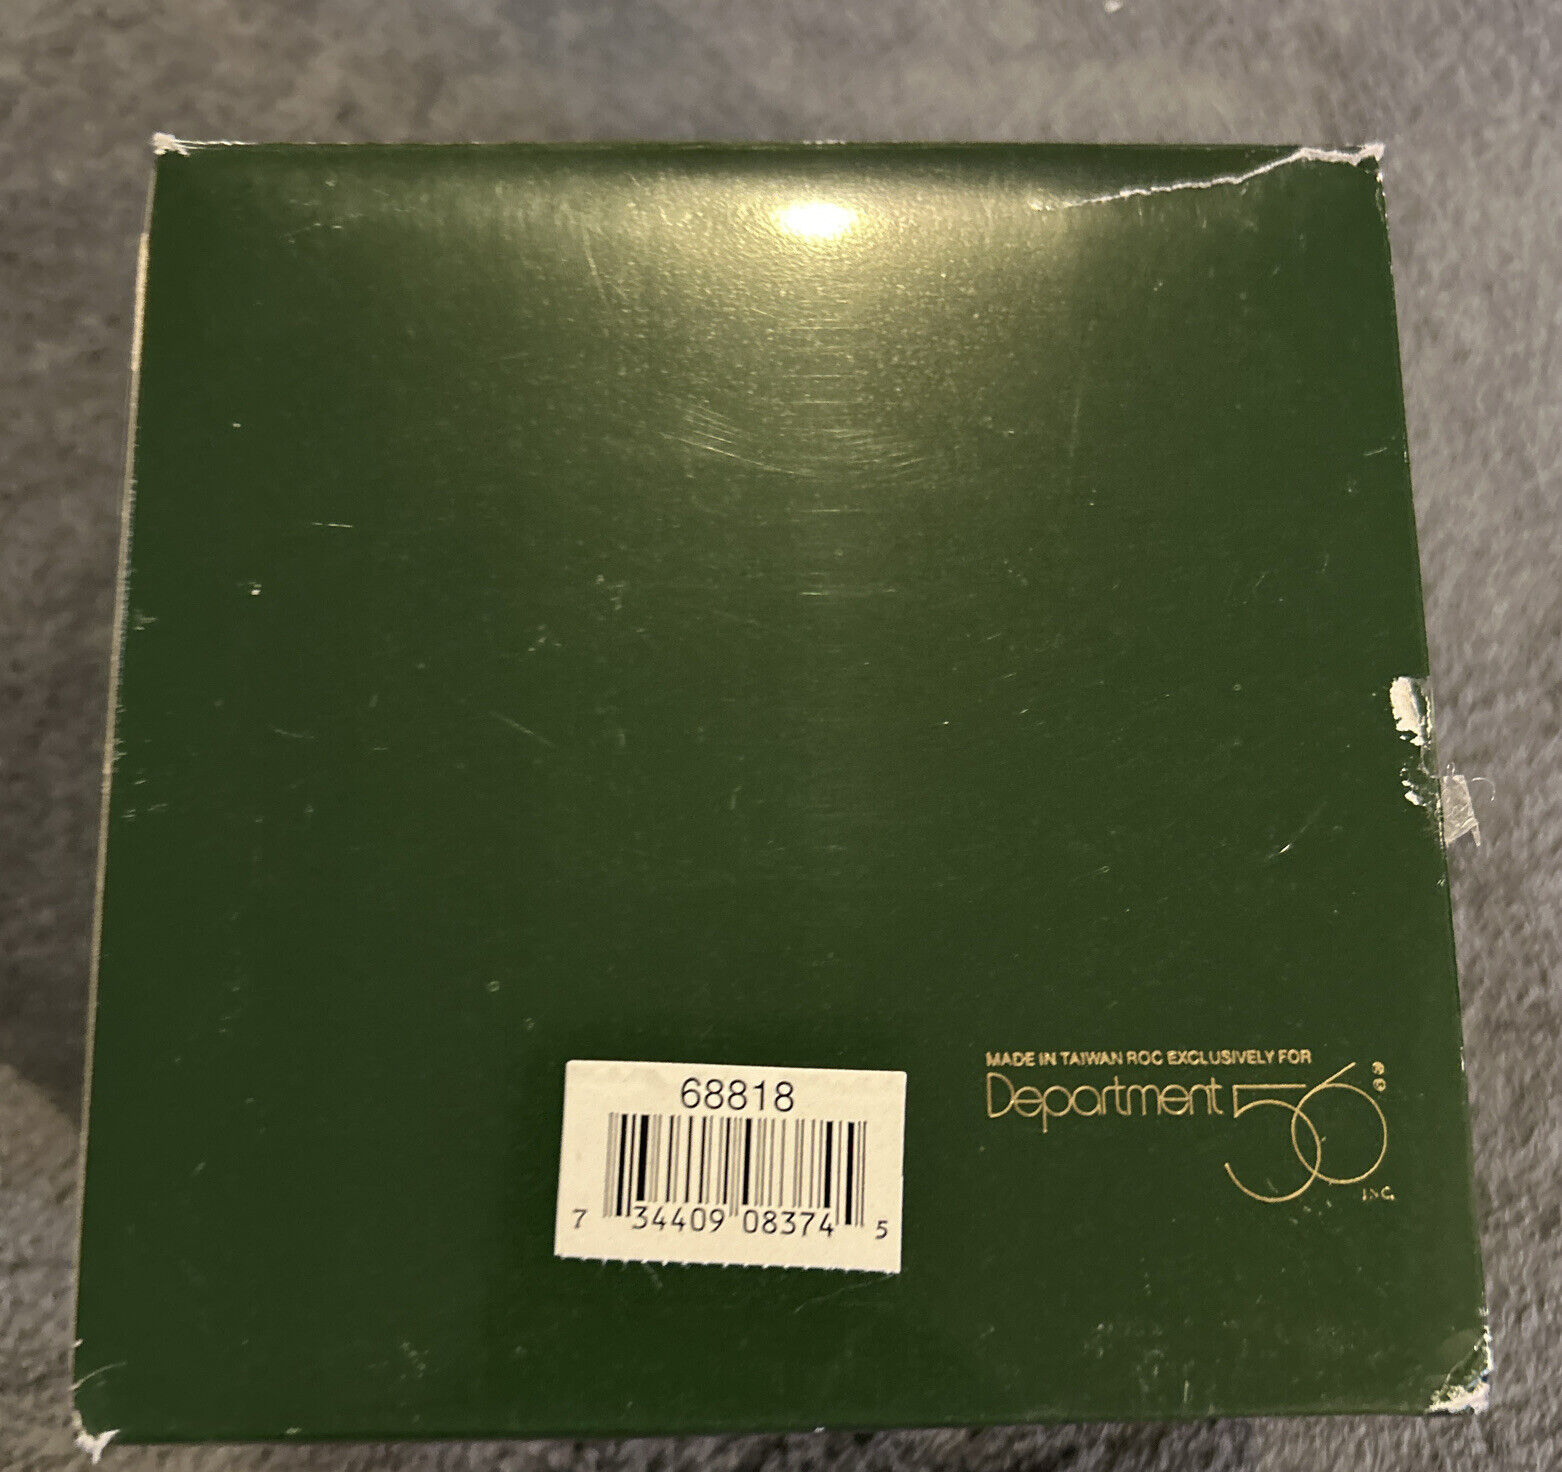 68818
7 34409 08374 5
MADE IN TAIWAN ROC EXCLUSIVELY FOR
Department 56 ®
INC.